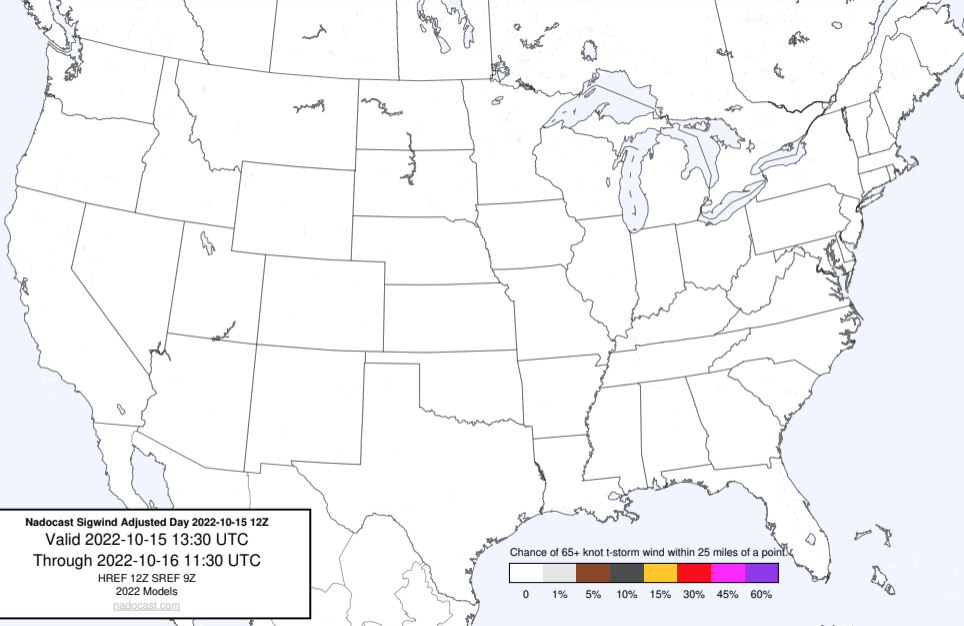 Nadocast Sigwind Adjusted Day 2022-10-15 12Z
Valid 2022-10-15 13:30 UTC
Through 2022-10-16 11:30 UTC
HREF 12Z SREF 9Z
2022 Models
nadocast.com
Chance of 65+ knot t-storm wind within 25 miles of a point.
0 1% 5% 10% 15% 30% 45% 60%